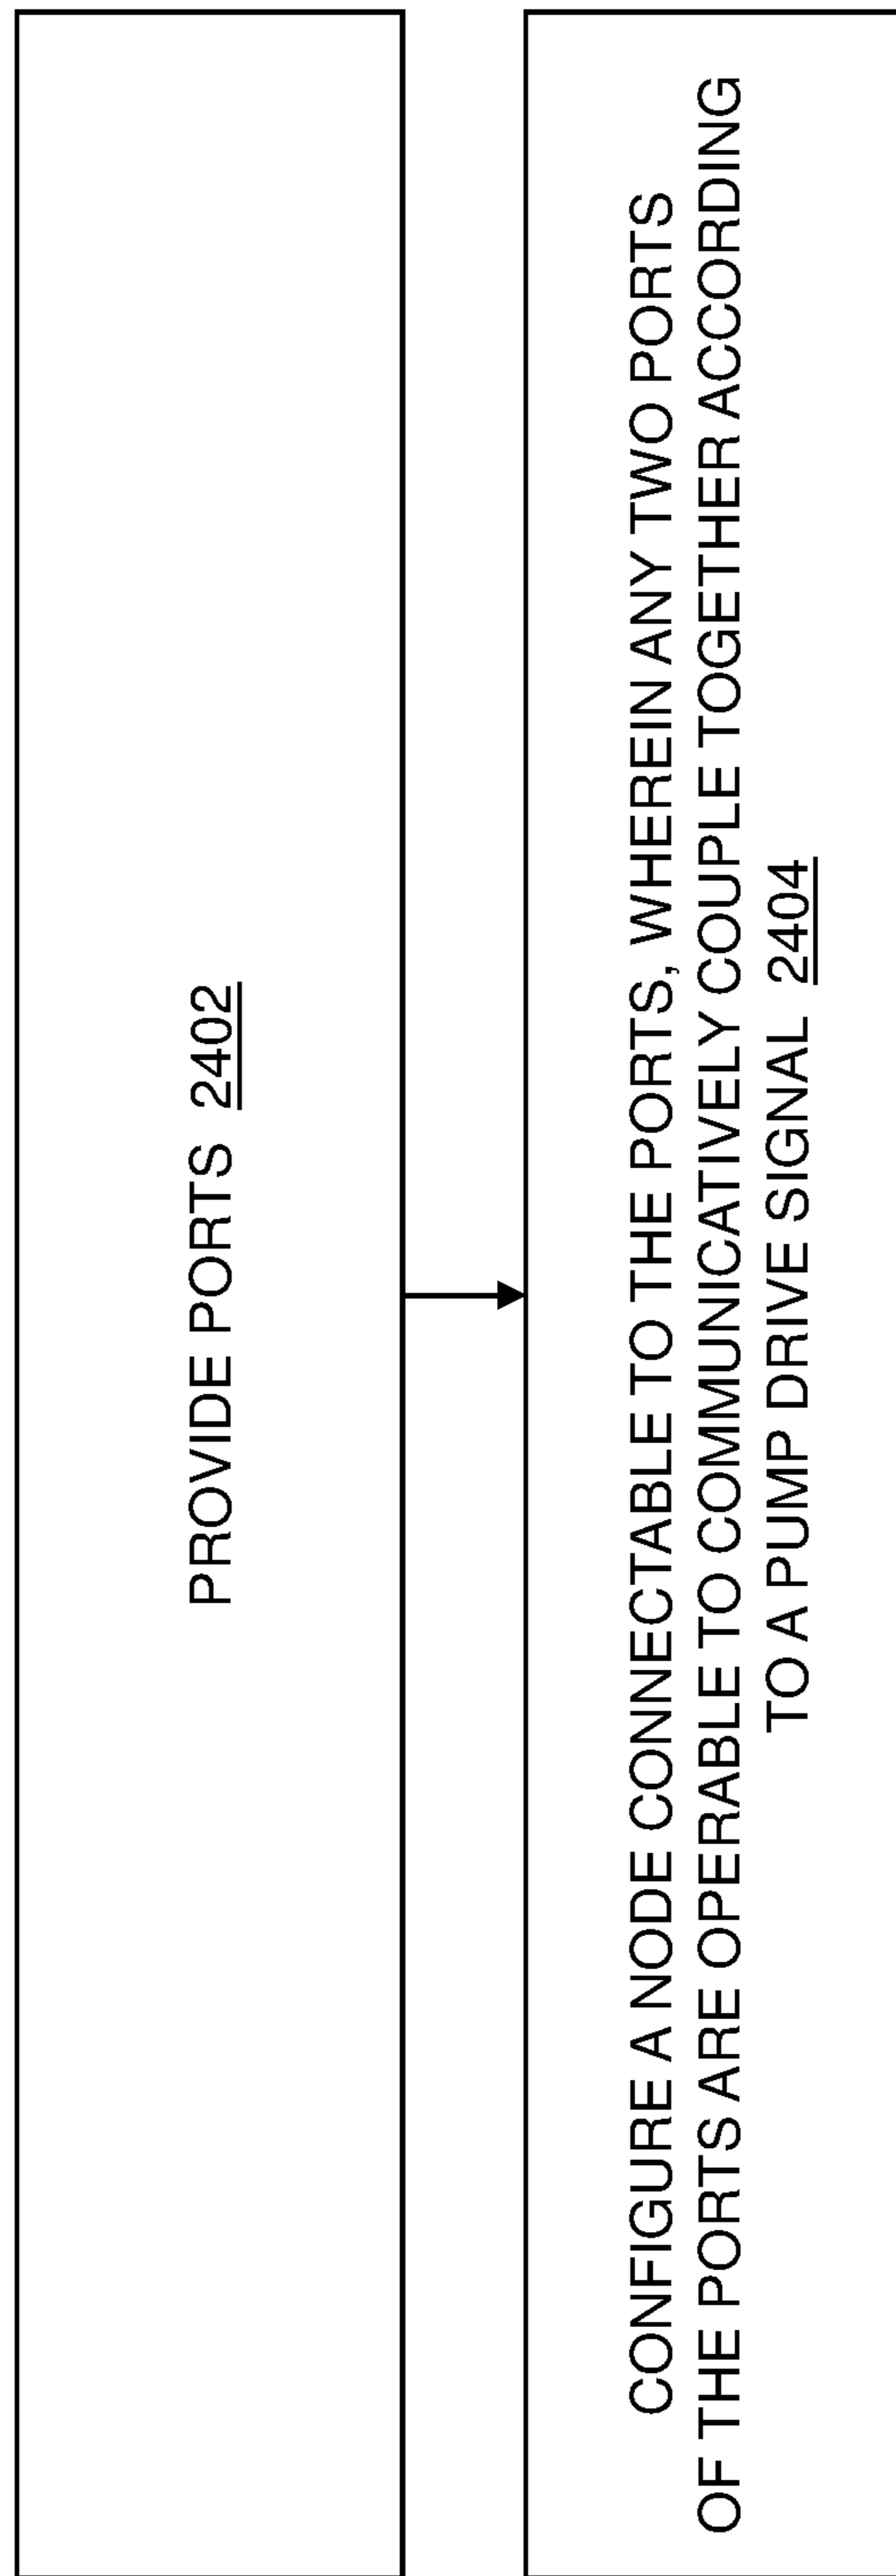 PROVIDE PORTS 2402
CONFIGURE A NODE CONNECTABLE TO THE PORTS, WHEREIN ANY TWO PORTS
OF THE PORTS ARE OPERABLE TO COMMUNICATIVELY COUPLE TOGETHER ACCORDING
TO A PUMP DRIVE SIGNAL 2404